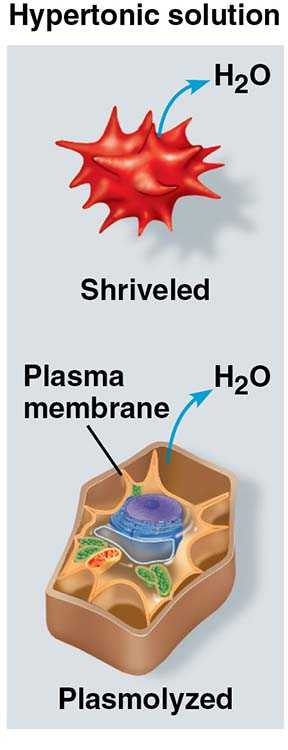 Hypertonic solution
H₂O
Shriveled
Plasma
membrane
H₂O
Plasmolyzed